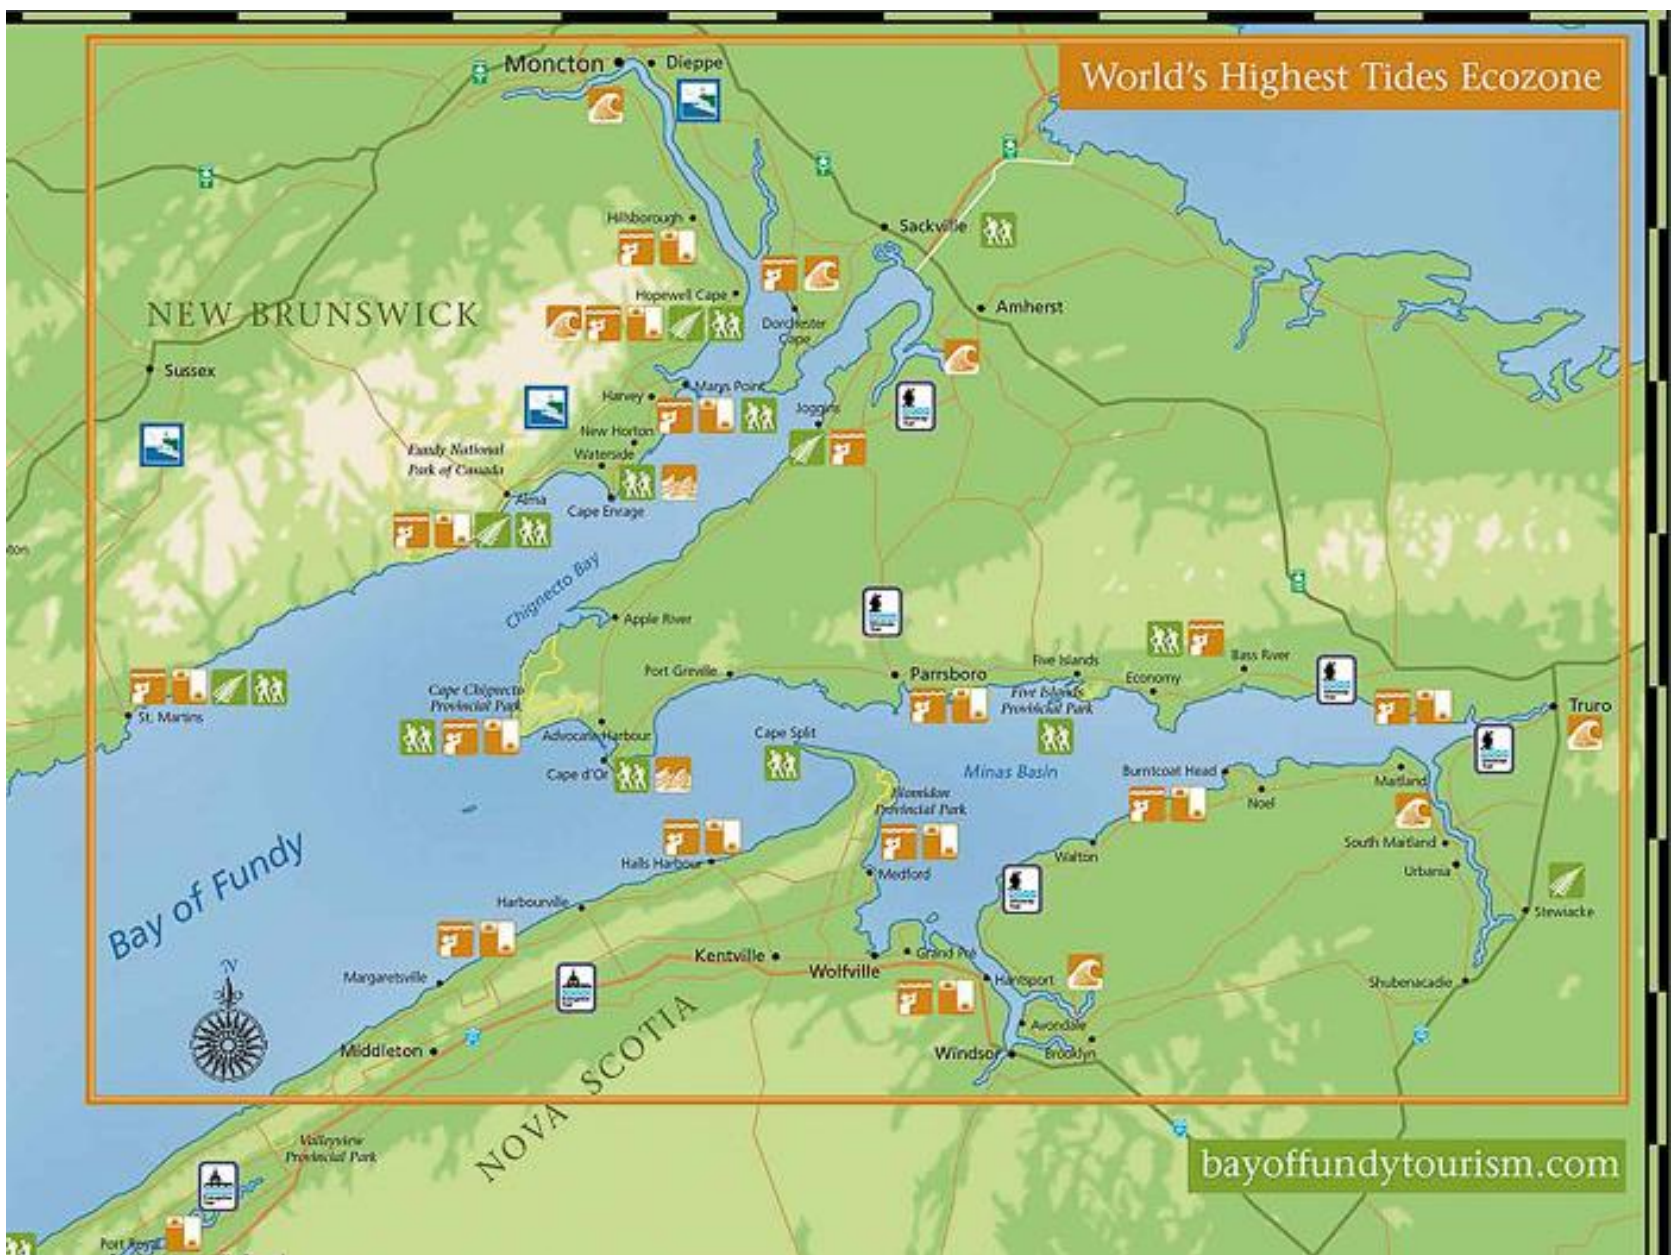 World's Highest Tides Ecozone
Moncton
Dieppe
Hillsborough
Sackville
Hopewell Cape
Dorchester
Cape
Amherst
NEW BRUNSWICK
Sussex
Marys Point
Harvey
Joggins
New Horton
Waterside
Fundy National
Park of Canada
Alma
Cape Enrage
ton
Chignecto Bay
Apple River
Port Greville
Parrsboro
Five Islands
Bass River
Economy
Five Islands
Provincial Park
Cape Chignecto
Provincial Park
St. Martins
Truro
Advocate Harbour
Cape Split
Cape d'Or
Minas Basin
Burntcoat Head
Maitland
Noel
Blomidon
Provincial Park
South Maitland
Walton
Urbania
Halls Harbour
Medford
Bay of Fundy
Harbourville
Stewiacke
N
Kentville
Wolfville
Grand Pré
Margaretsville
Hantsport
Shubenacadie
Avondale
Middleton
Windsor
Brooklyn
NOVA SCOTIA
Valleyview
Provincial Park
bayoffundytourism.com
Port Royal